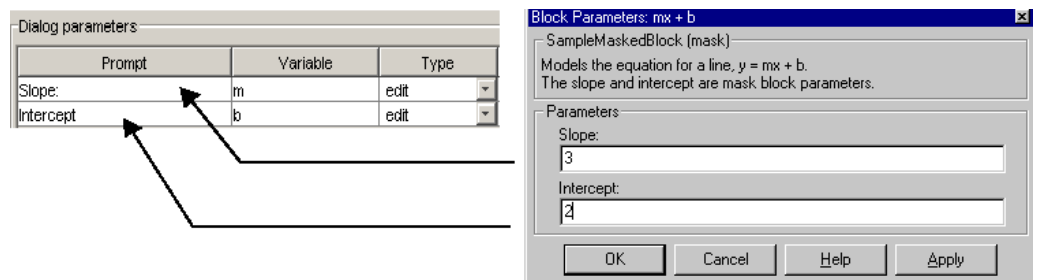 Dialog parameters
Prompt Variable Type
Slope: m edit
Intercept b edit
Block Parameters: mx + b
SampleMaskedBlock (mask)
Models the equation for a line, y = mx + b.
The slope and intercept are mask block parameters.
Parameters
Slope:
3
Intercept:
2
OK Cancel Help Apply